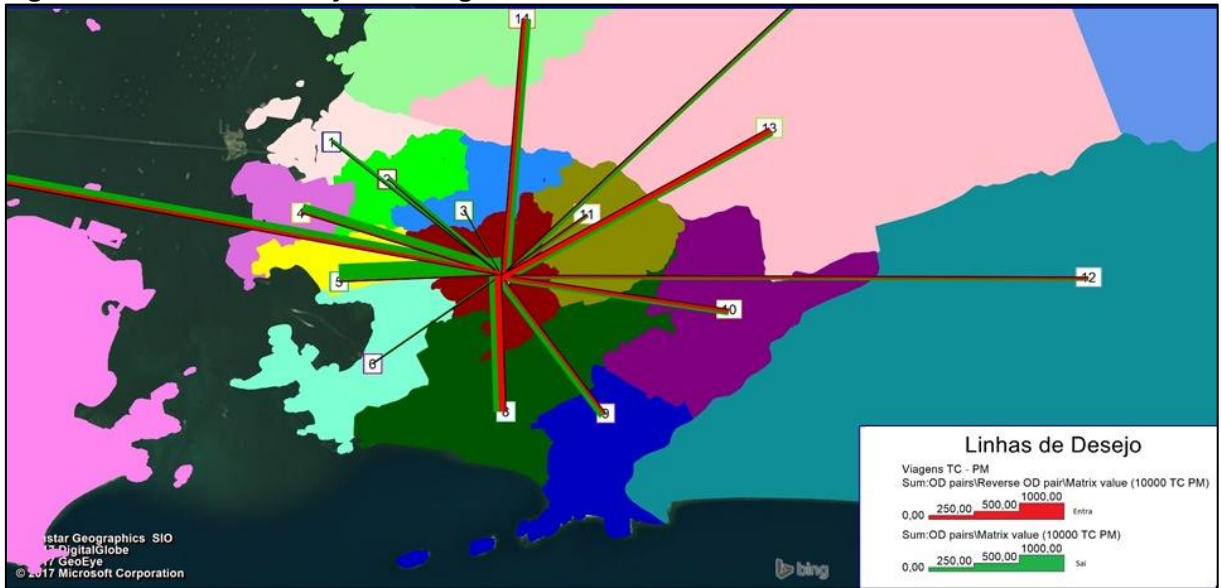 14
13
1
2
4
3
11
5
12
10
6
8
9
Linhas de Desejo
Viagens TC - PM
Sum:OD pairs\Reverse OD pair\Matrix value (10000 TC PM)
0,00 250,00 500,00 1000,00 Entra
Sum:OD pairs\Matrix value (10000 TC PM)
0,00 250,00 500,00 1000,00 Sai
Geographics SIO
DigitalGlobe
GeoEye
© 2017 Microsoft Corporation
bing